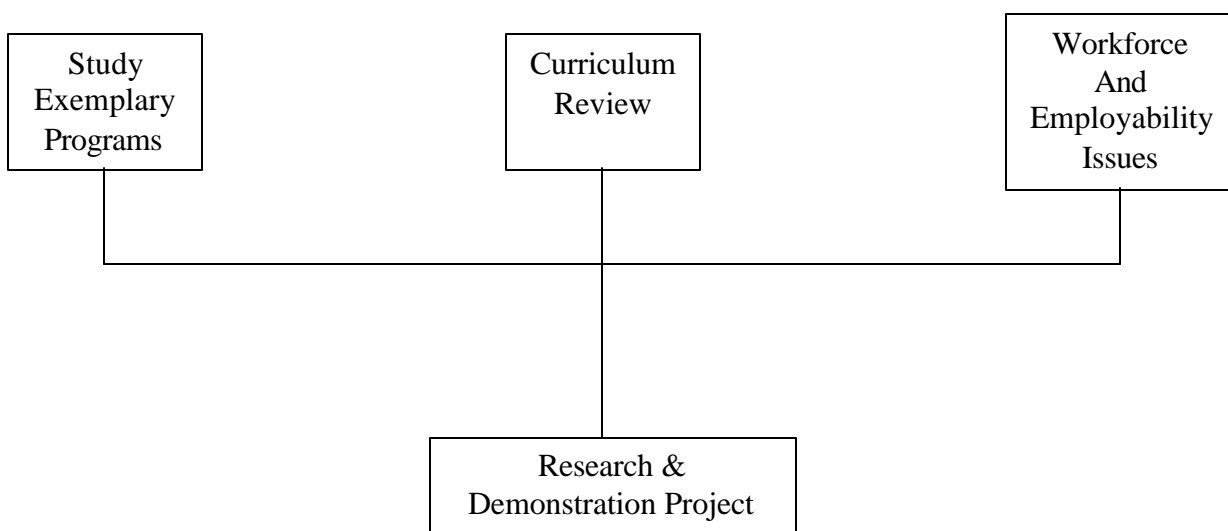 Study
Exemplary
Programs
Curriculum
Review
Workforce
And
Employability
Issues
Research &
Demonstration Project